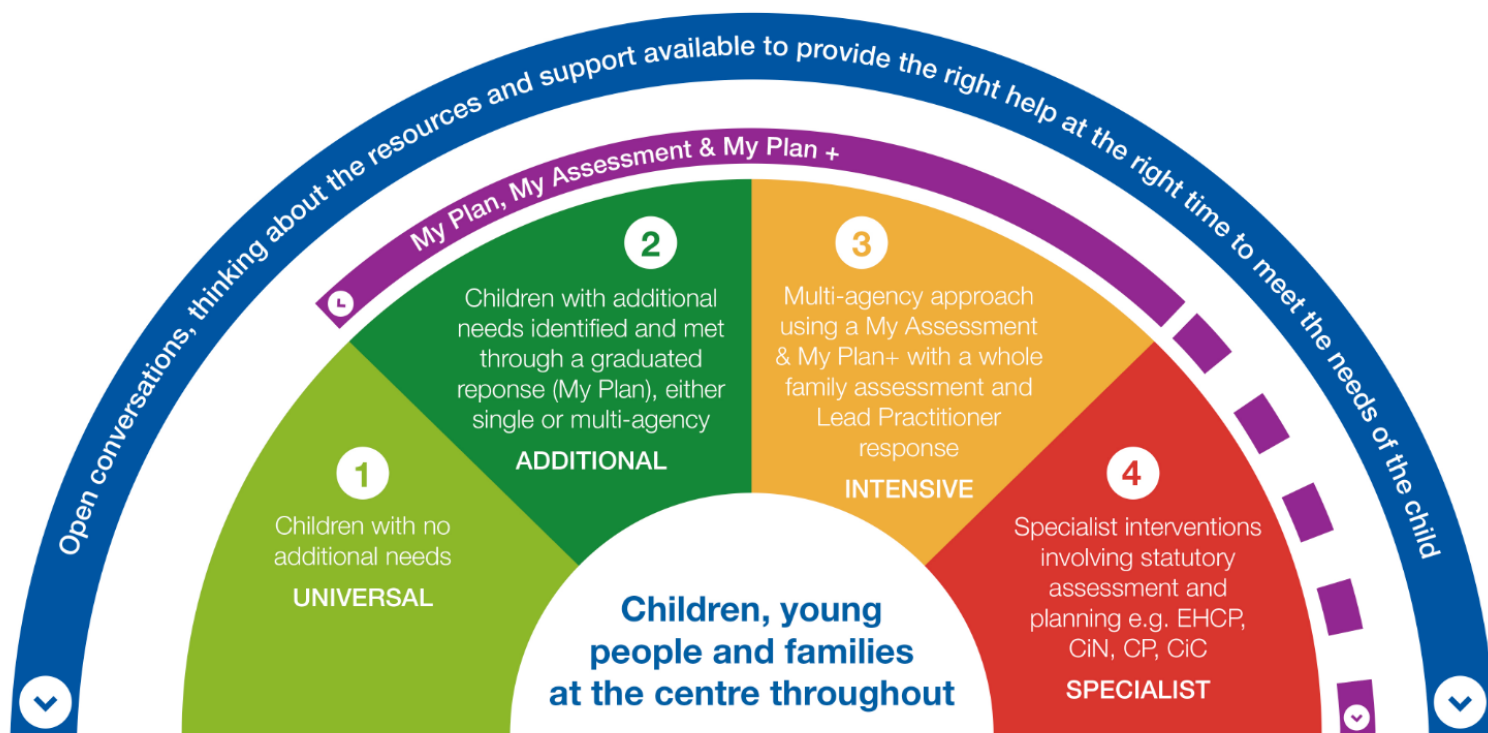 Open conversations, thinking about the resources and support available to provide the right help at the right time to meet the needs of the child
My Plan, My Assessment & My Plan +
1
Children with no
additional needs
UNIVERSAL
2
Children with additional
needs identified and met
through a graduated
reponse (My Plan), either
single or multi-agency
ADDITIONAL
3
Multi-agency approach
using a My Assessment
& My Plan+ with a whole
family assessment and
Lead Practitioner
response
INTENSIVE
4
Specialist interventions
involving statutory
assessment and
planning e.g. EHCP,
CiN, CP, CiC
SPECIALIST
Children, young
people and families
at the centre throughout